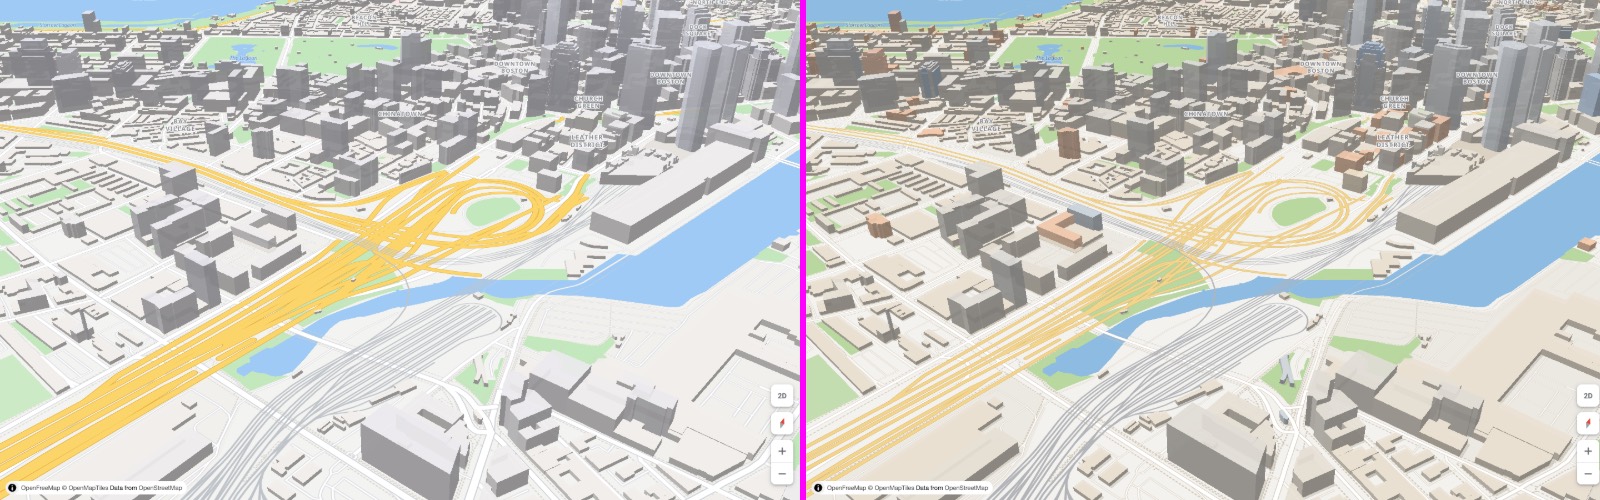 BEACON
HILL
DOCK
SQUARE
DOWNTOWN
BOSTON
DOWNTOWN
BOSTON
CHURCH
GREEN
CHINATOWN
BAY
VILLAGE
LEATHER
DISTRICT
2D
+
−
OpenFreeMap © OpenMapTiles Data from OpenStreetMap
DOCK
SQUARE
DOWNTOWN
BOSTON
DOWNTOWN
BOSTON
CHURCH
GREEN
CHINATOWN
BAY
VILLAGE
LEATHER
DISTRICT
2D
+
−
OpenFreeMap © OpenMapTiles Data from OpenStreetMap